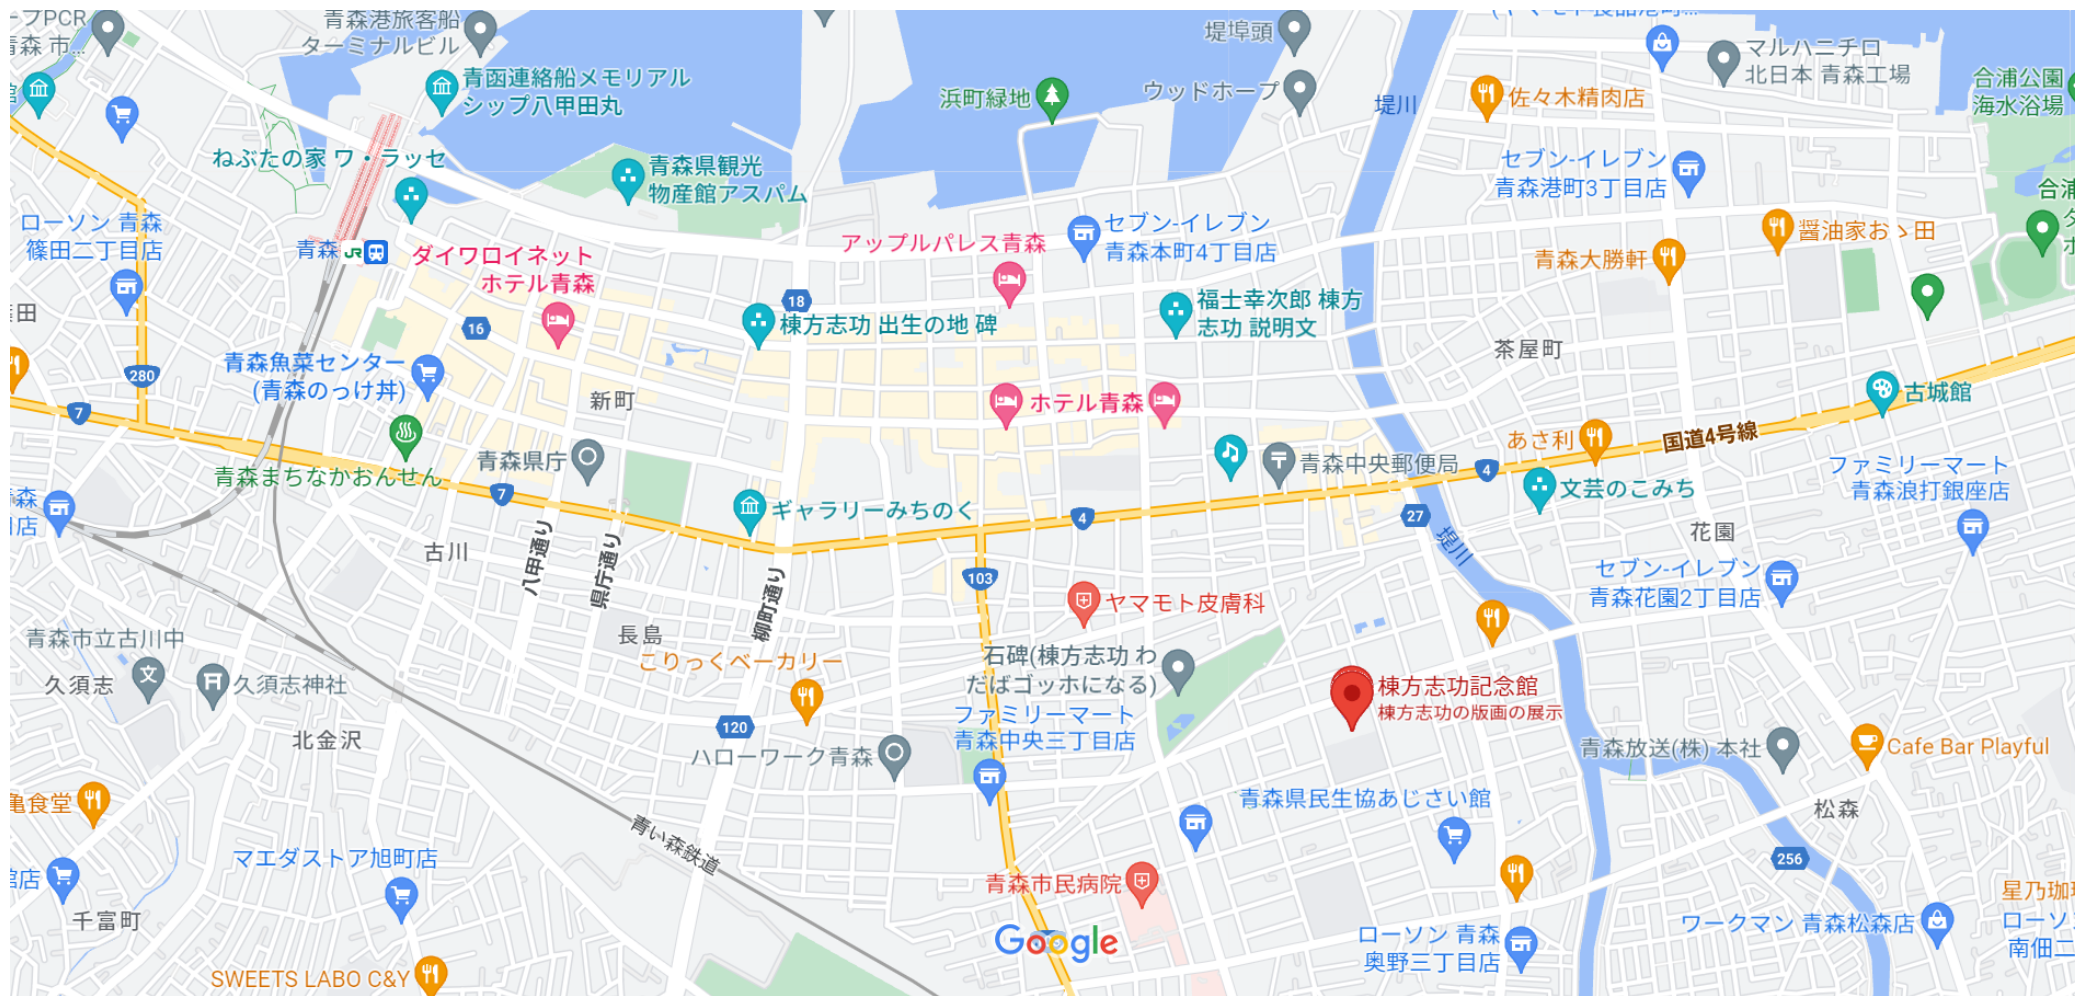 青森港旅客船
ターミナルビル
堤埠頭
マルハニチロ
北日本 青森工場
合浦公園
海水浴場
青函連絡船メモリアル
シップ八甲田丸
浜町緑地
ウッドホープ
堤川
佐々木精肉店
ねぶたの家 ワ・ラッセ
青森県観光
物産館アスパム
セブン-イレブン
青森港町3丁目店
ローソン 青森
篠田二丁目店
青森
JR
ダイワロイネット
ホテル青森
アップルパレス青森
セブン-イレブン
青森本町4丁目店
青森大勝軒
醤油家おゝ田
18
16
棟方志功 出生の地 碑
福士幸次郎 棟方
志功 説明文
茶屋町
280
青森魚菜センター
(青森のっけ丼)
新町
7
ホテル青森
古城館
あさ利
国道4号線
青森まちなかおんせん
青森県庁
青森中央郵便局
4
ファミリーマート
青森浪打銀座店
7
ギャラリーみちのく
4
27
文芸のこみち
堤川
花園
古川
八甲通り
県庁通り
柳町通り
103
セブン-イレブン
青森花園2丁目店
ヤマモト皮膚科
青森市立古川中
長島
こりっくベーカリー
石碑(棟方志功 わ
だばゴッホになる)
久須志
久須志神社
棟方志功記念館
棟方志功の版画の展示
ファミリーマート
青森中央三丁目店
120
北金沢
ハローワーク青森
青森放送(株) 本社
Cafe Bar Playful
亀食堂
青森県民生協あじさい館
松森
青い森鉄道
マエダストア旭町店
256
青森市民病院
千富町
Google
ローソン 青森
奥野三丁目店
ワークマン 青森松森店
SWEETS LABO C&Y